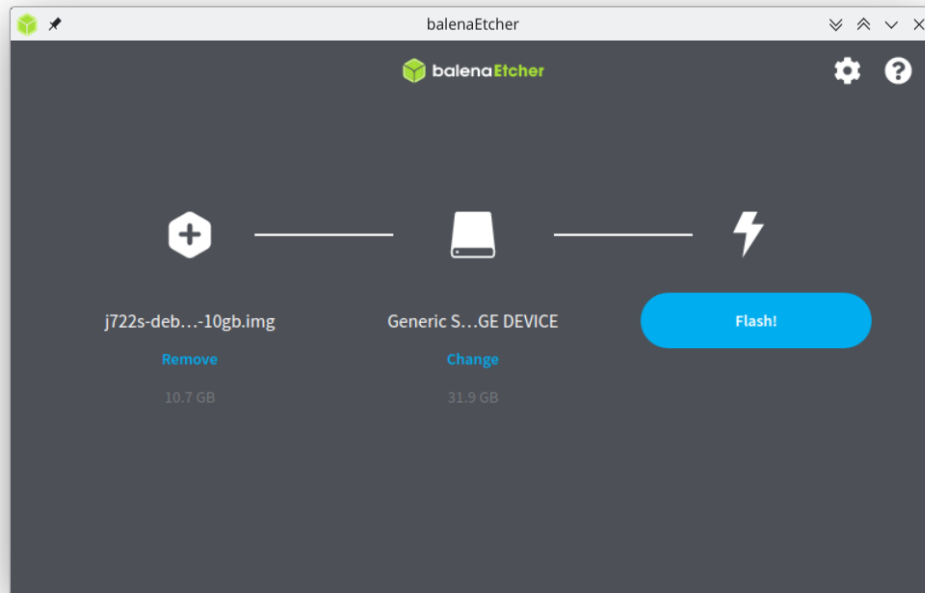 balenaEtcher
balenaEtcher
j722s-deb...-10gb.img
Generic S...GE DEVICE
Flash!
Remove
Change
10.7 GB
31.9 GB